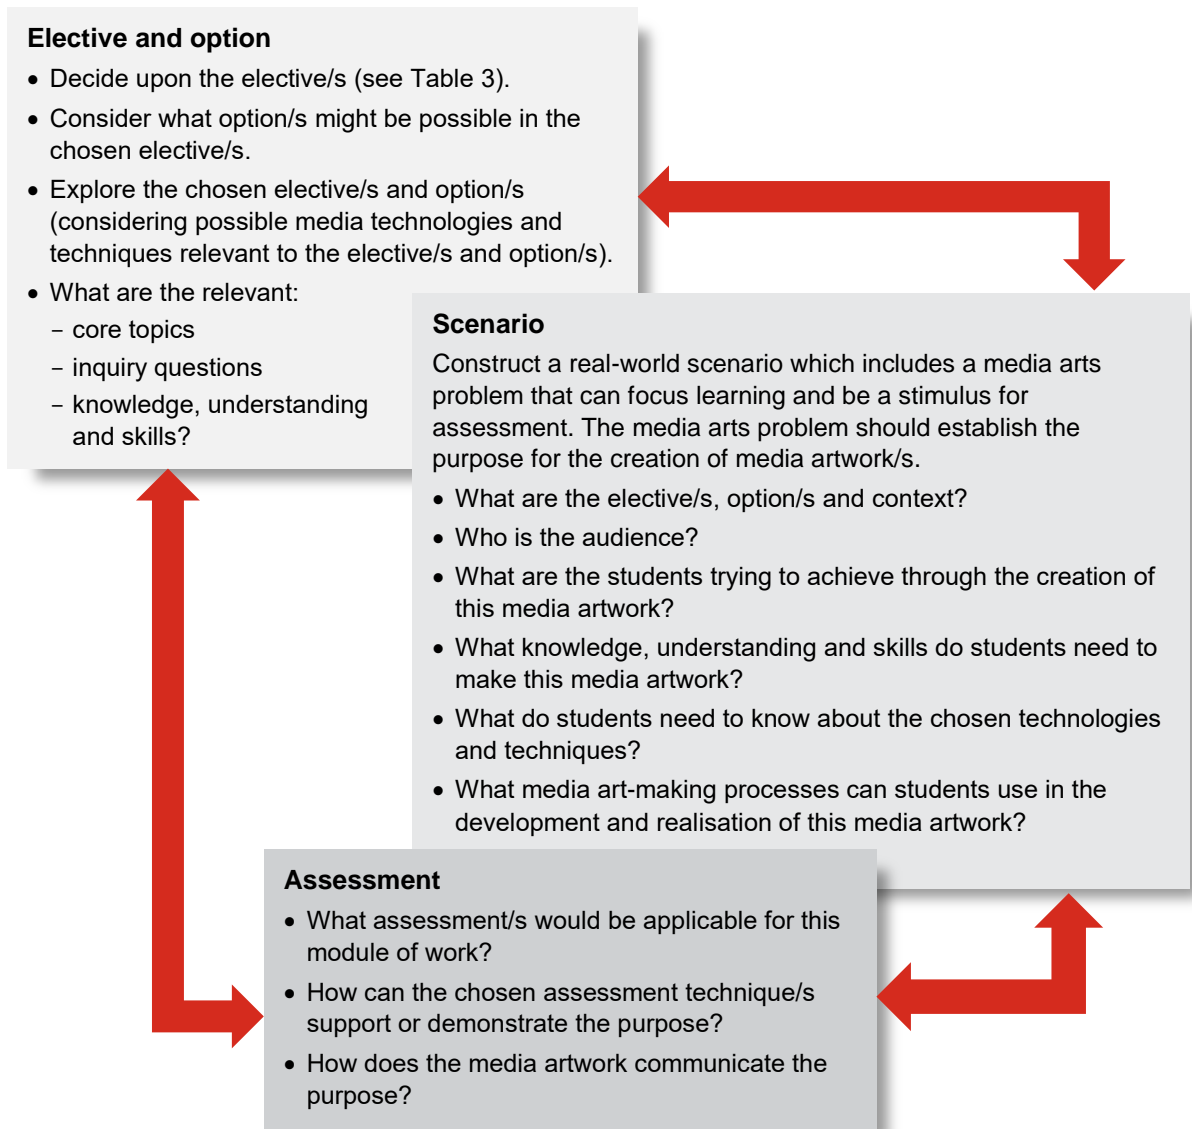 Elective and option
• Decide upon the elective/s (see Table 3).
• Consider what option/s might be possible in the
chosen elective/s.
• Explore the chosen elective/s and option/s
(considering possible media technologies and
techniques relevant to the elective/s and option/s).
• What are the relevant:
– core topics
– inquiry questions
– knowledge, understanding
and skills?
Scenario
Construct a real-world scenario which includes a media arts
problem that can focus learning and be a stimulus for
assessment. The media arts problem should establish the
purpose for the creation of media artwork/s.
• What are the elective/s, option/s and context?
• Who is the audience?
• What are the students trying to achieve through the creation of
this media artwork?
• What knowledge, understanding and skills do students need to
make this media artwork?
• What do students need to know about the chosen technologies
and techniques?
• What media art-making processes can students use in the
development and realisation of this media artwork?
Assessment
• What assessment/s would be applicable for this
module of work?
• How can the chosen assessment technique/s
support or demonstrate the purpose?
• How does the media artwork communicate the
purpose?